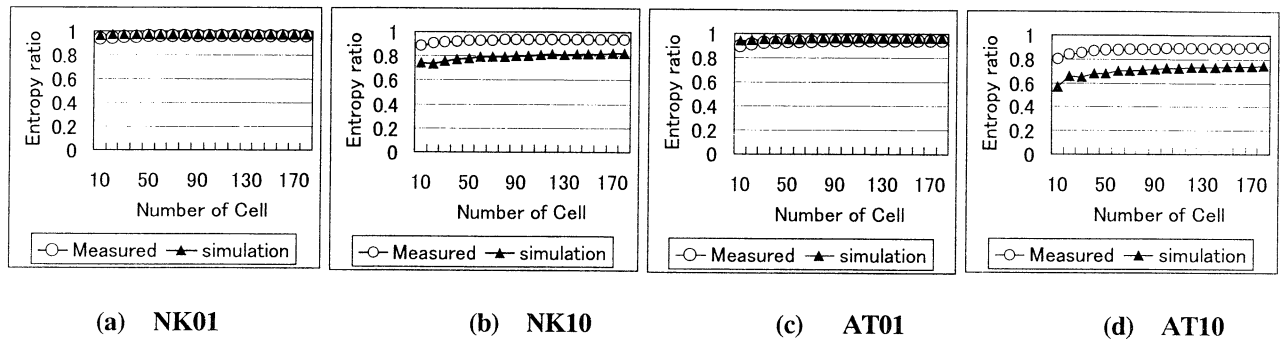 Entropy ratio
1
0.8
0.6
0.4
0.2
0
10 50 90 130 170
Number of Cell
Measured simulation
(a) NK01
Entropy ratio
1
0.8
0.6
0.4
0.2
0
10 50 90 130 170
Number of Cell
Measured simulation
(b) NK10
Entropy ratio
1
0.8
0.6
0.4
0.2
0
10 50 90 130 170
Number of Cell
Measured simulation
(c) AT01
Entropy ratio
1
0.8
0.6
0.4
0.2
0
10 50 90 130 170
Number of Cell
Measured simulation
(d) AT10